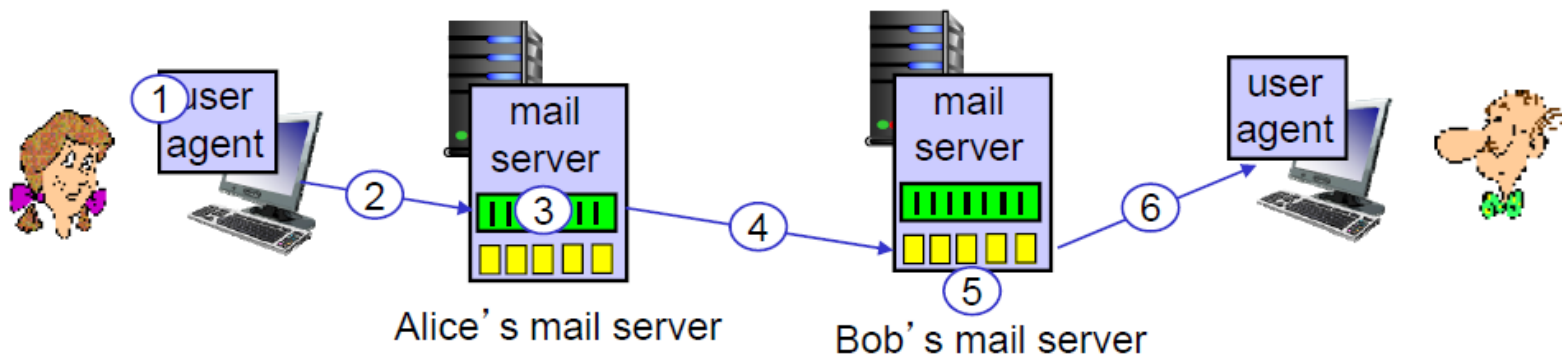 1
user
agent
2
mail
server
3
Alice’s mail server
4
mail
server
5
Bob’s mail server
6
user
agent